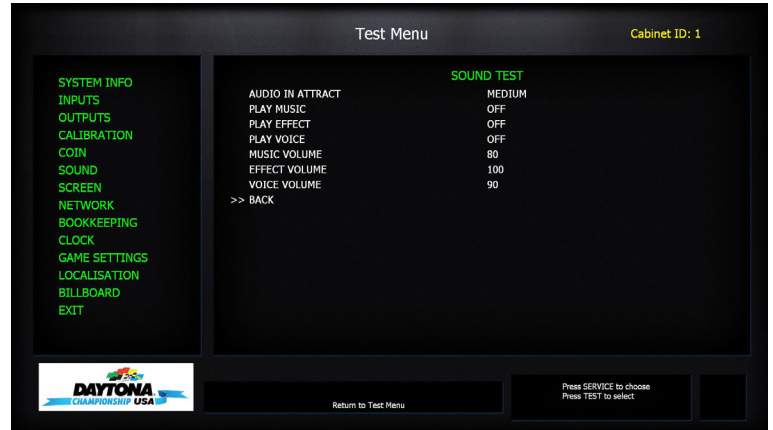 Test Menu
Cabinet ID: 1
SYSTEM INFO
INPUTS
OUTPUTS
CALIBRATION
COIN
SOUND
SCREEN
NETWORK
BOOKKEEPING
CLOCK
GAME SETTINGS
LOCALISATION
BILLBOARD
EXIT
SOUND TEST
AUDIO IN ATTRACT MEDIUM
PLAY MUSIC OFF
PLAY EFFECT OFF
PLAY VOICE OFF
MUSIC VOLUME 80
EFFECT VOLUME 100
VOICE VOLUME 90
>> BACK
DAYTONA
CHAMPIONSHIP USA
Return to Test Menu
Press SERVICE to choose
Press TEST to select